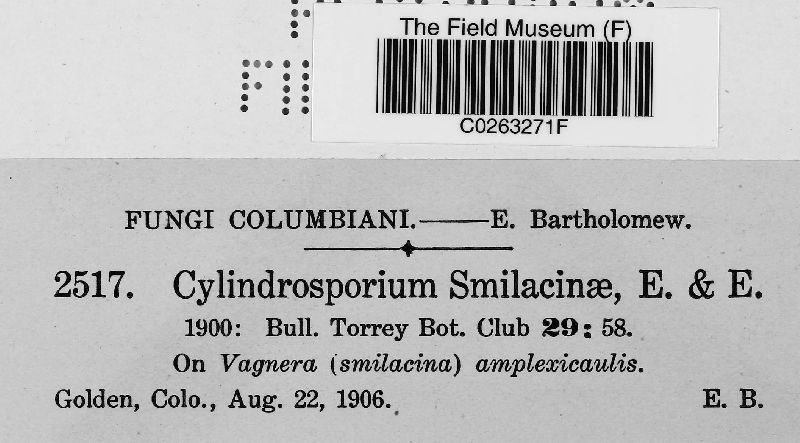 The Field Museum (F)
C0263271F
FUNGI COLUMBIANI.——E. Bartholomew.
2517. Cylindrosporium Smilacinæ, E. & E.
1900: Bull. Torrey Bot. Club 29: 58.
On Vagnera (smilacina) amplexicaulis.
Golden, Colo., Aug. 22, 1906. E. B.